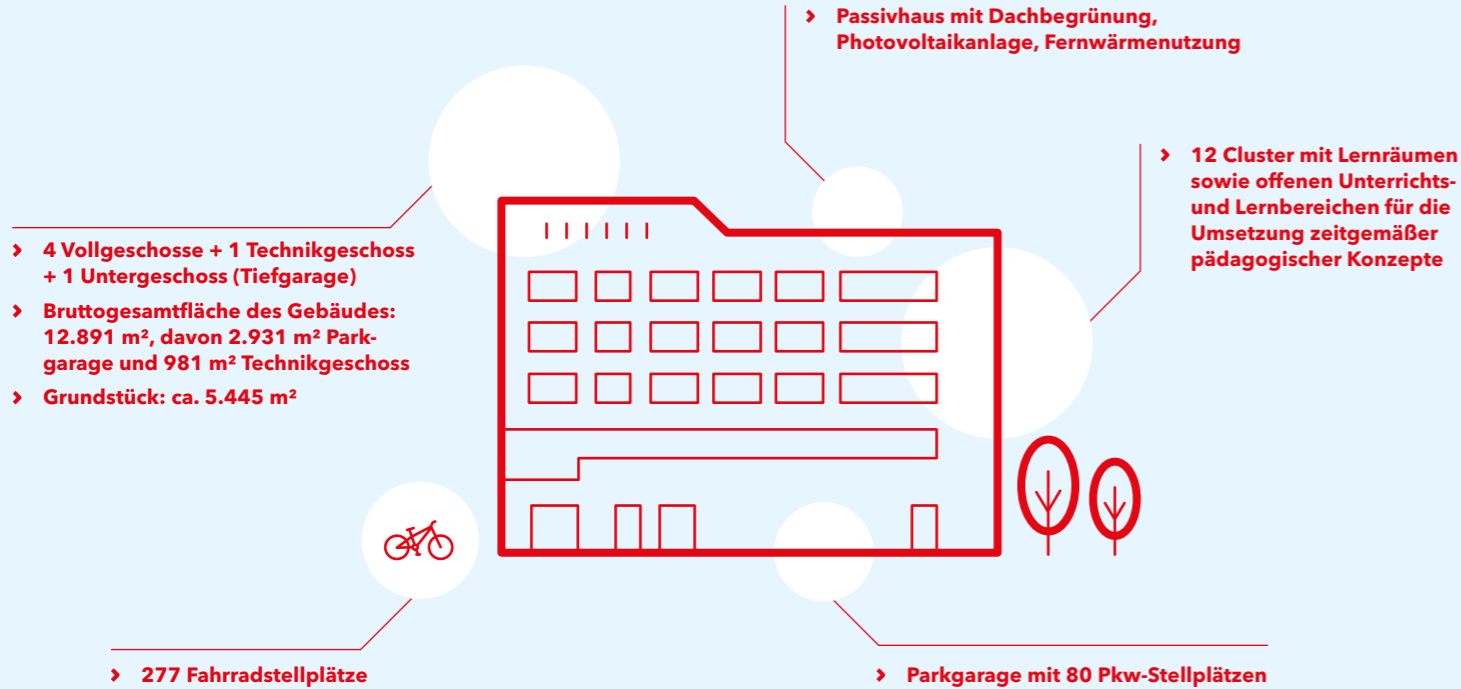 › Passivhaus mit Dachbegrünung,
Photovoltaikanlage, Fernwärmenutzung
› 12 Cluster mit Lernräumen
sowie offenen Unterrichts-
und Lernbereichen für die
Umsetzung zeitgemäßer
pädagogischer Konzepte
› 4 Vollgeschosse + 1 Technikgeschoss
+ 1 Untergeschoss (Tiefgarage)
› Bruttogesamtfläche des Gebäudes:
12.891 m², davon 2.931 m² Park-
garage und 981 m² Technikgeschoss
› Grundstück: ca. 5.445 m²
› 277 Fahrradstellplätze
› Parkgarage mit 80 Pkw-Stellplätzen